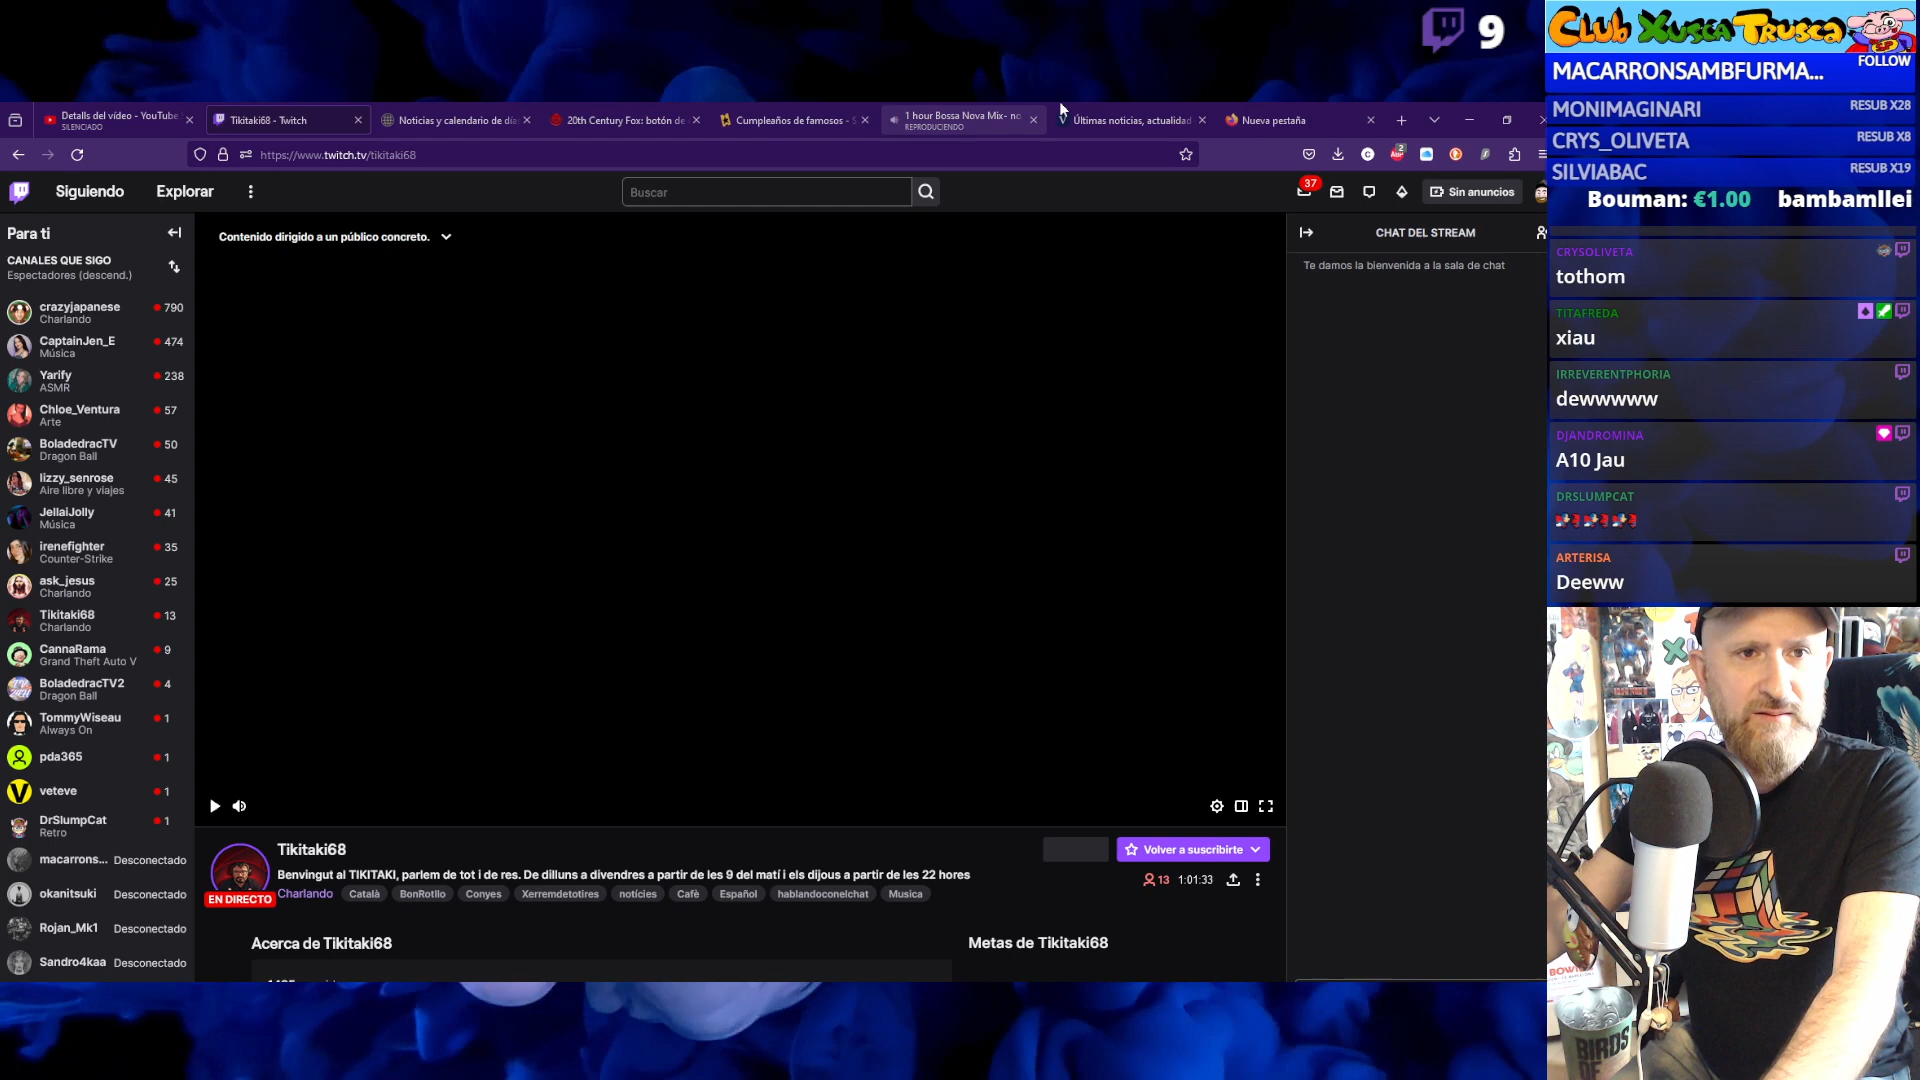 9
Club Xusca Trusca
FOLLOW
MACARRONSAMBFURMA...
MONIMAGINARI
RESUB X28
CRYS_OLIVETA
RESUB X8
SILVIABAC
RESUB X19
Bouman: €1.00 bambamllei
Detalls del vídeo - YouTube
SILENCIADO
Tikitaki68 - Twitch
Noticias y calendario de día
20th Century Fox: botón de
Cumpleaños de famosos - S
1 hour Bossa Nova Mix- no
REPRODUCIENDO
Últimas noticias, actualidad
Nueva pestaña
https://www.twitch.tv/tikitaki68
2
Siguiendo
Explorar
Buscar
37
Sin anuncios
Para ti
CANALES QUE SIGO
Espectadores (descend.)
crazyjapanese
790
Charlando
CaptainJen_E
474
Música
Yarify
238
ASMR
Chloe_Ventura
57
Arte
BoladedracTV
50
Dragon Ball
lizzy_senrose
45
Aire libre y viajes
JellaiJolly
41
Música
irenefighter
35
Counter-Strike
ask_jesus
25
Charlando
Tikitaki68
13
Charlando
CannaRama
9
Grand Theft Auto V
BoladedracTV2
4
Dragon Ball
TommyWiseau
1
Always On
pda365
1
veteve
1
DrSlumpCat
1
Retro
macarrons...
Desconectado
okanitsuki
Desconectado
Rojan_Mk1
Desconectado
Sandro4kaa
Desconectado
Contenido dirigido a un público concreto.
CHAT DEL STREAM
Te damos la bienvenida a la sala de chat
Tikitaki68
Volver a suscribirte
Benvingut al TIKITAKI, parlem de tot i de res. De dilluns a divendres a partir de les 9 del matí i els dijous a partir de les 22 hores
EN DIRECTO
Charlando
Català
BonRotllo
Conyes
Xerremdetotires
notícies
Cafè
Español
hablandoconelchat
Musica
13
1:01:33
Acerca de Tikitaki68
Metas de Tikitaki68
CRYSOLIVETA
tothom
TITAFREDA
xiau
IRREVERENTPHORIA
dewwwww
DJANDROMINA
A10 Jau
DRSLUMPCAT
ARTERISA
Deeww
BIRDS